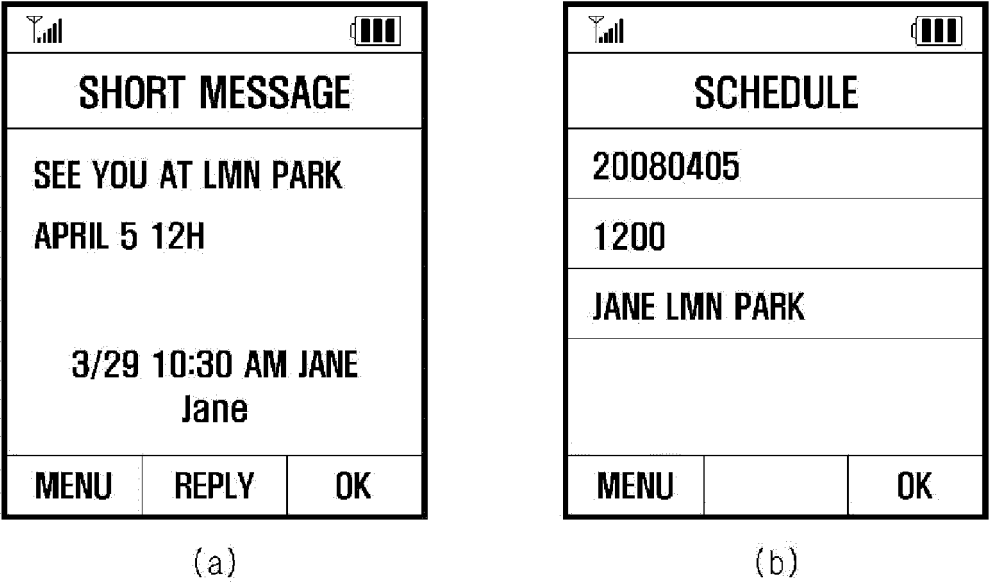 SHORT MESSAGE
SEE YOU AT LMN PARK
APRIL 5 12H
3/29 10:30 AM JANE
Jane
MENU REPLY OK
(a)
SCHEDULE
20080405
1200
JANE LMN PARK
MENU OK
(b)